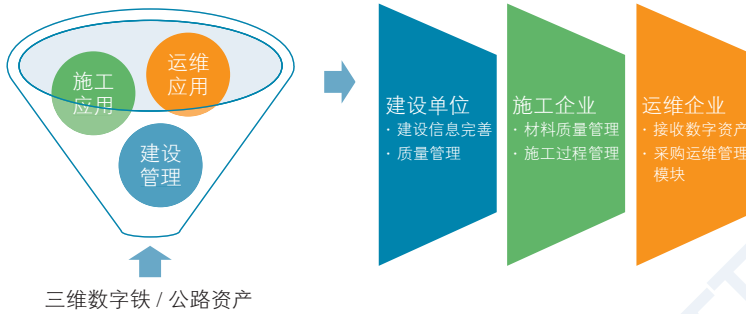 施工
应用
运维
应用
建设
管理
三维数字铁 / 公路资产
建设单位
· 建设信息完善
· 质量管理
施工企业
· 材料质量管理
· 施工过程管理
运维企业
· 接收数字资产
· 采购运维管理
模块